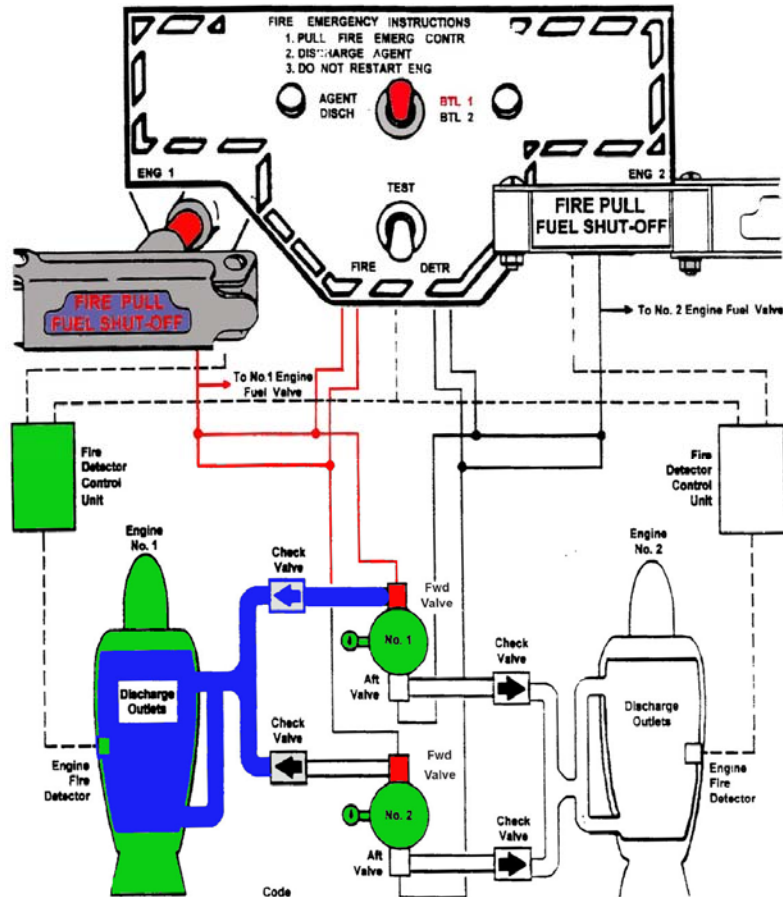 FIRE EMERGENCY INSTRUCTIONS
1. PULL FIRE EMERG CONTR
2. DISCHARGE AGENT
3. DO NOT RESTART ENG
AGENT
DISCH
BTL 1
BTL 2
ENG 1
ENG 2
TEST
FIRE PULL
FUEL SHUT-OFF
FIRE
DETR
FIRE PULL
FUEL SHUT-OFF
To No. 2 Engine Fuel Valve
To No.1 Engine
Fuel Valve
Fire
Detector
Control
Unit
Fire
Detector
Control
Unit
Engine
No. 1
Check
Valve
Fwd
Valve
Engine
No. 2
No. 1
Check
Valve
Aft
Valve
Discharge
Outlets
Discharge
Outlets
Check
Valve
Fwd
Valve
Engine
Fire
Detector
Engine
Fire
Detector
No. 2
Check
Valve
Aft
Valve
Code